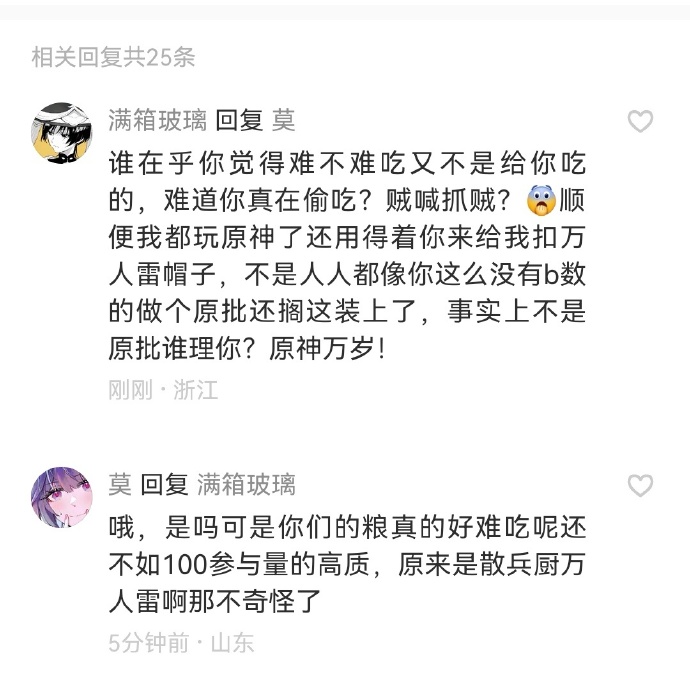 相关回复共25条
满箱玻璃 回复 莫
谁在乎你觉得难不难吃又不是给你吃
的，难道你真在偷吃？贼喊抓贼？😨顺
便我都玩原神了还用得着你来给我扣万
人雷帽子，不是人人都像你这么没有b数
的做个原批还搁这装上了，事实上不是
原批谁理你？原神万岁！
刚刚 · 浙江
莫 回复 满箱玻璃
哦，是吗可是你们的粮真的好难吃呢还
不如100参与量的高质，原来是散兵厨万
人雷啊那不奇怪了
5分钟前 · 山东